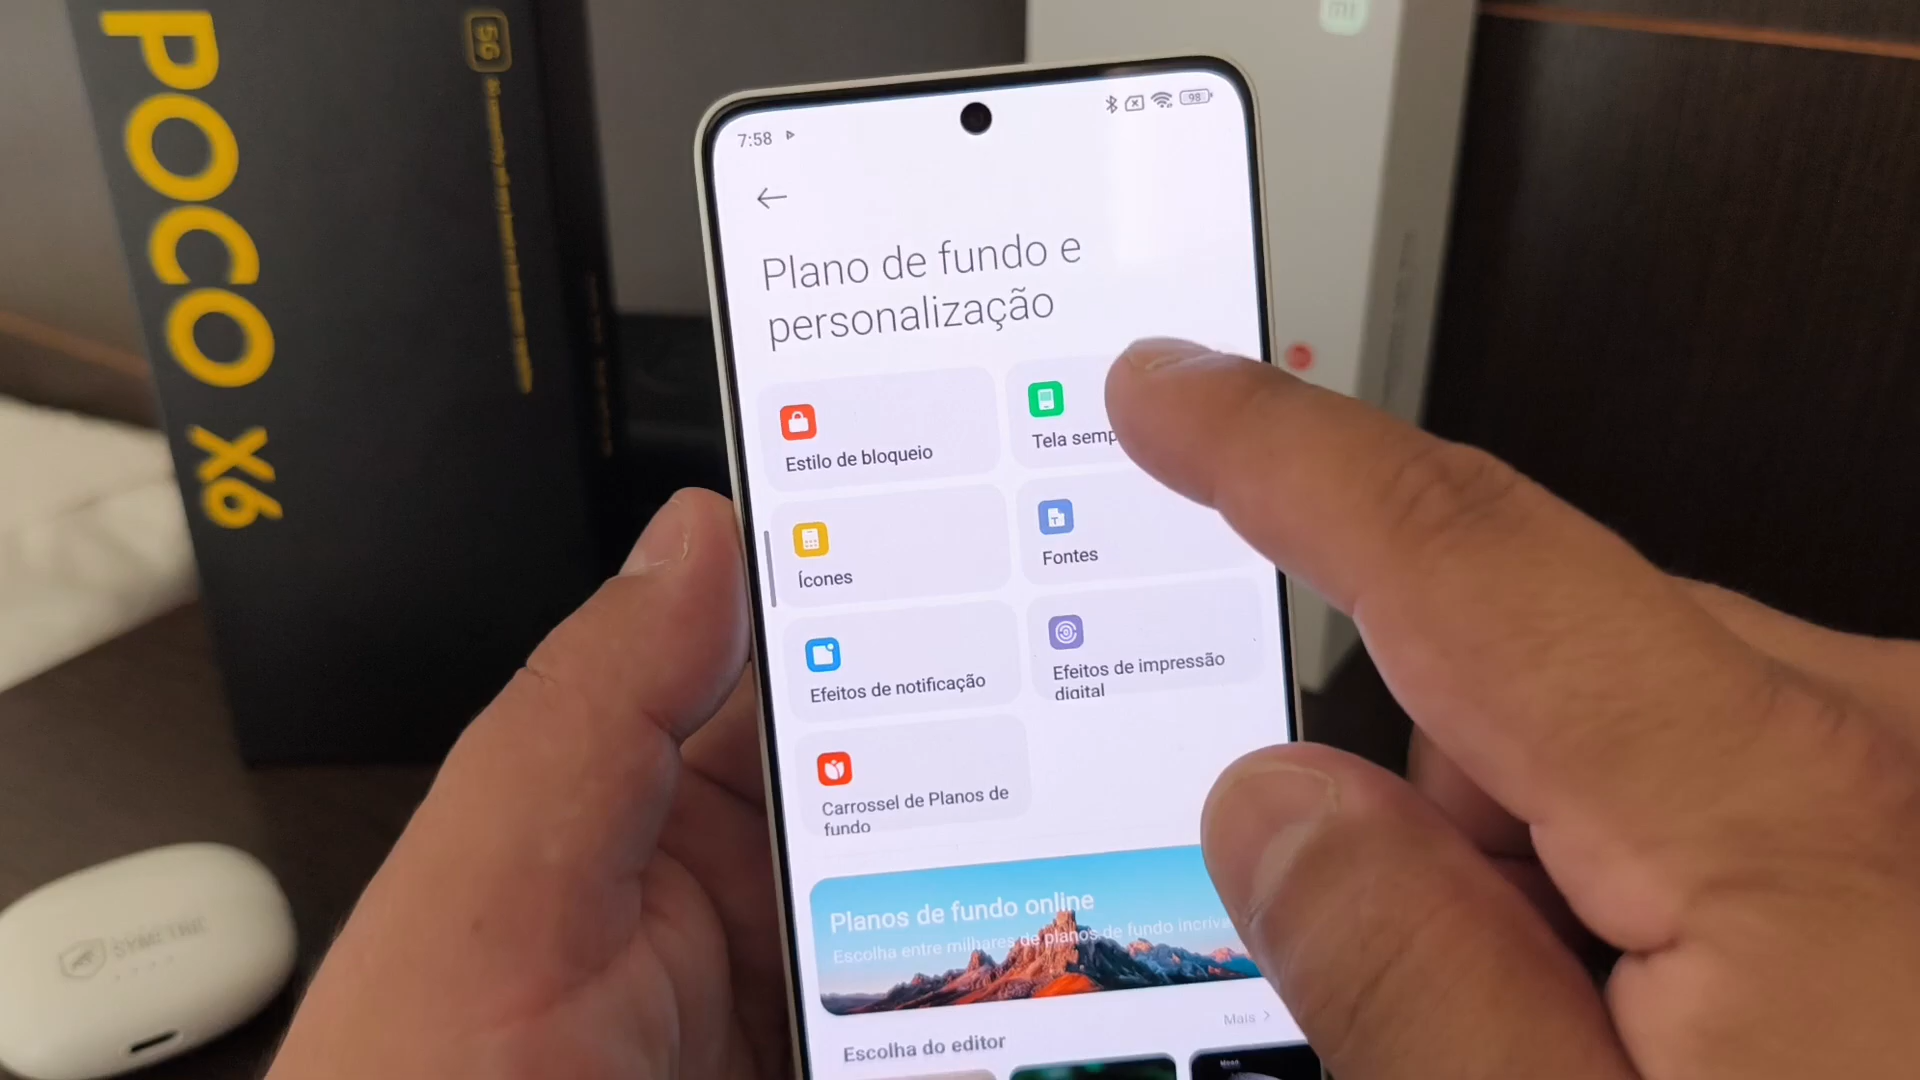 POCO X6
5G
mi
7:58
98
Plano de fundo e
personalização
Estilo de bloqueio
Tela semp
Ícones
Fontes
Efeitos de notificação
Efeitos de impressão
digital
Carrossel de Planos de
fundo
Planos de fundo online
Escolha entre milhares de planos de fundo incríve
Mais
Escolha do editor